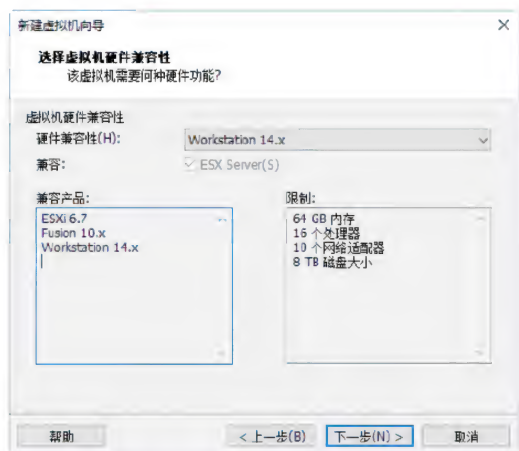 新建虚拟机向导
选择虚拟机硬件兼容性
该虚拟机需要何种硬件功能?
虚拟机硬件兼容性
硬件兼容性(H): Workstation 14.x
兼容: ESX Server(S)
兼容产品:
ESXi 6.7
Fusion 10.x
Workstation 14.x
限制:
64 GB 内存
16 个处理器
10 个网络适配器
8 TB 磁盘大小
帮助 < 上一步(B) 下一步(N) > 取消